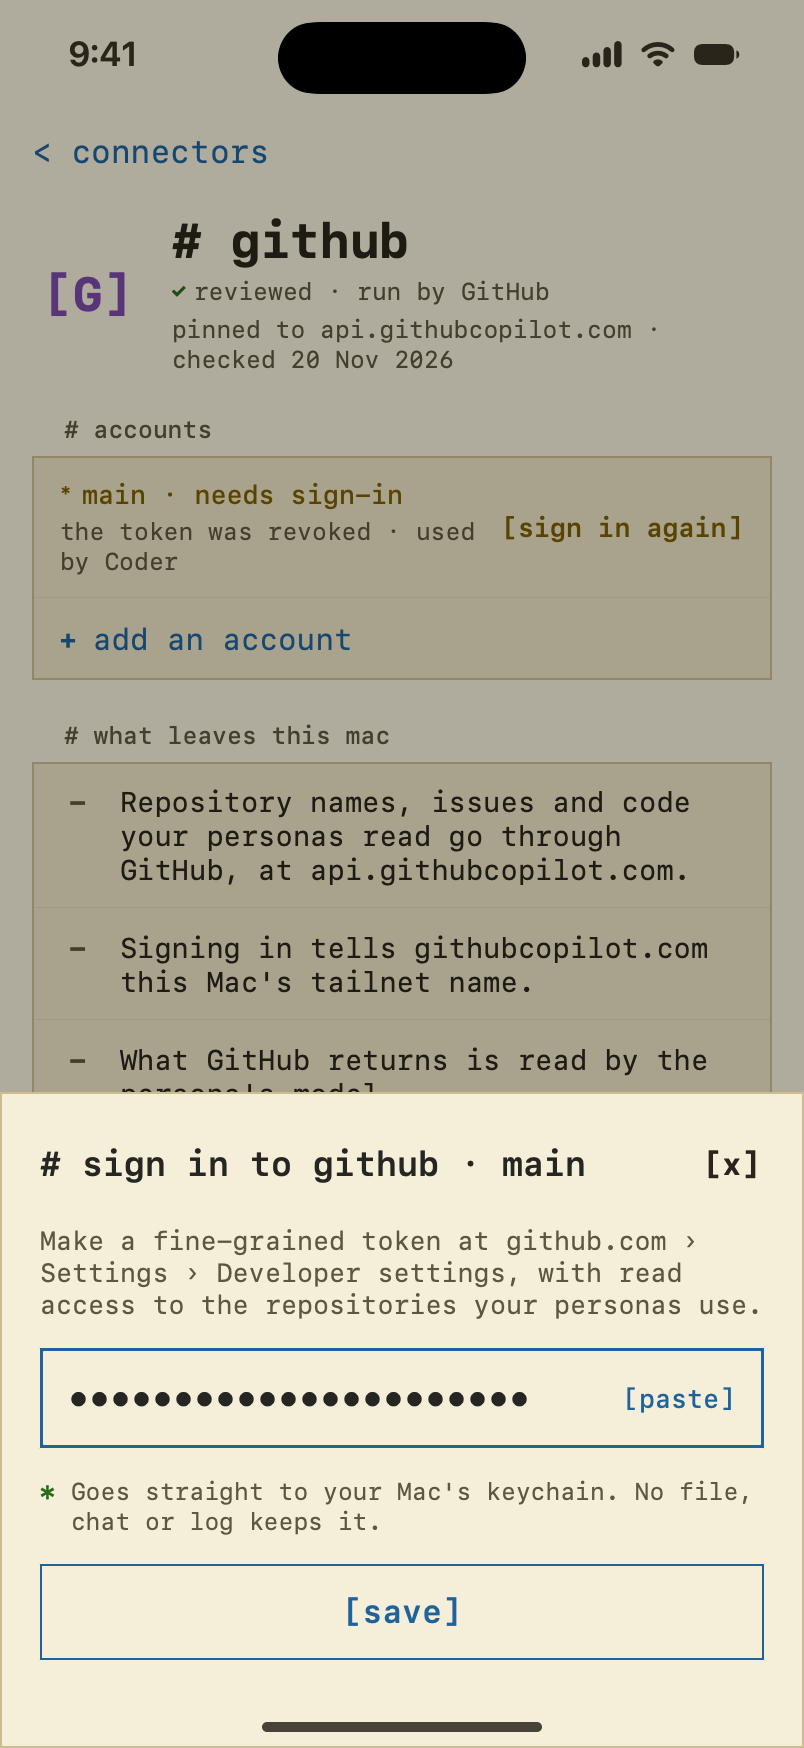 9:41
< connectors
# github
[G]
✓ reviewed · run by GitHub
pinned to api.githubcopilot.com ·
checked 20 Nov 2026
# accounts
* main · needs sign-in
the token was revoked · used
by Coder
[sign in again]
+ add an account
# what leaves this mac
– Repository names, issues and code
your personas read go through
GitHub, at api.githubcopilot.com.
– Signing in tells githubcopilot.com
this Mac's tailnet name.
– What GitHub returns is read by the
# sign in to github · main [x]
Make a fine-grained token at github.com ›
Settings › Developer settings, with read
access to the repositories your personas use.
●●●●●●●●●●●●●●●●●●●●●● [paste]
* Goes straight to your Mac's keychain. No file,
chat or log keeps it.
[save]